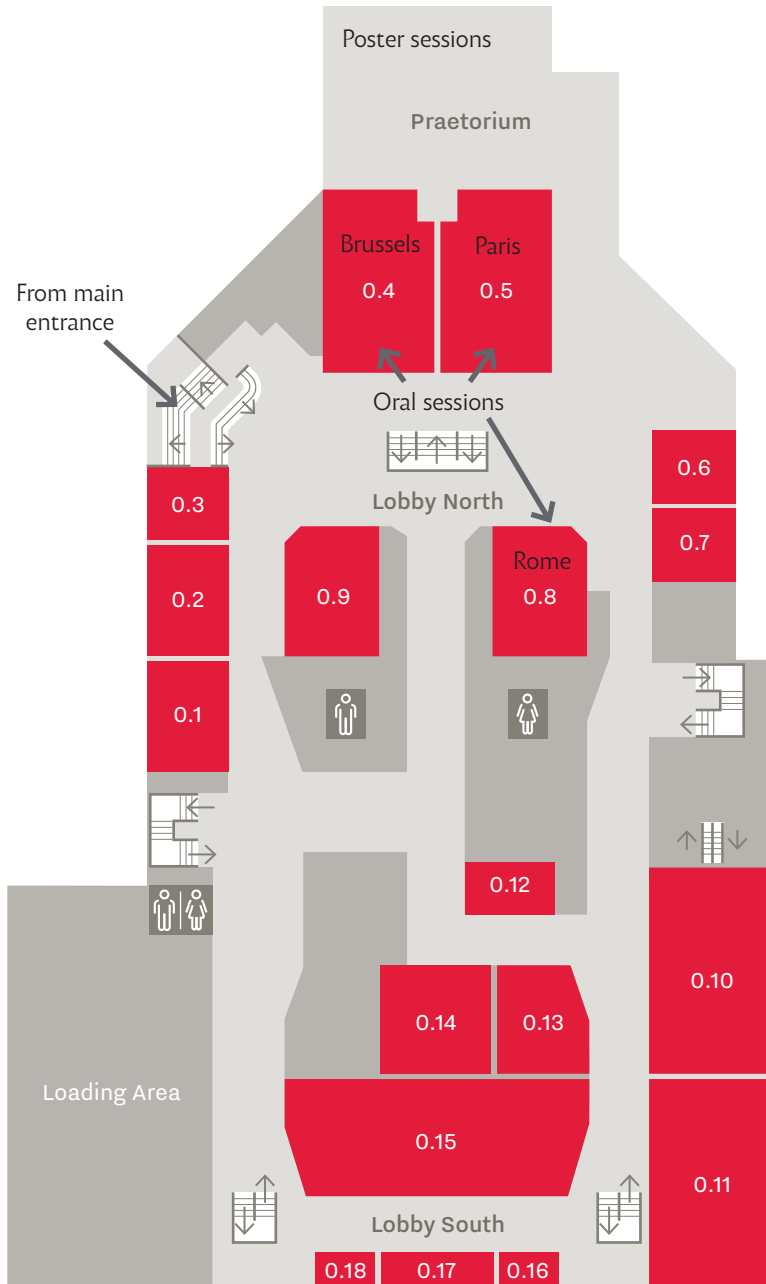 Poster sessions
Praetorium
Brussels
Paris
0.4
0.5
From main
entrance
Oral sessions
0.6
Lobby North
0.3
0.7
Rome
0.2
0.9
0.8
0.1
0.12
0.10
0.14
0.13
Loading Area
0.15
0.11
Lobby South
0.18
0.17
0.16